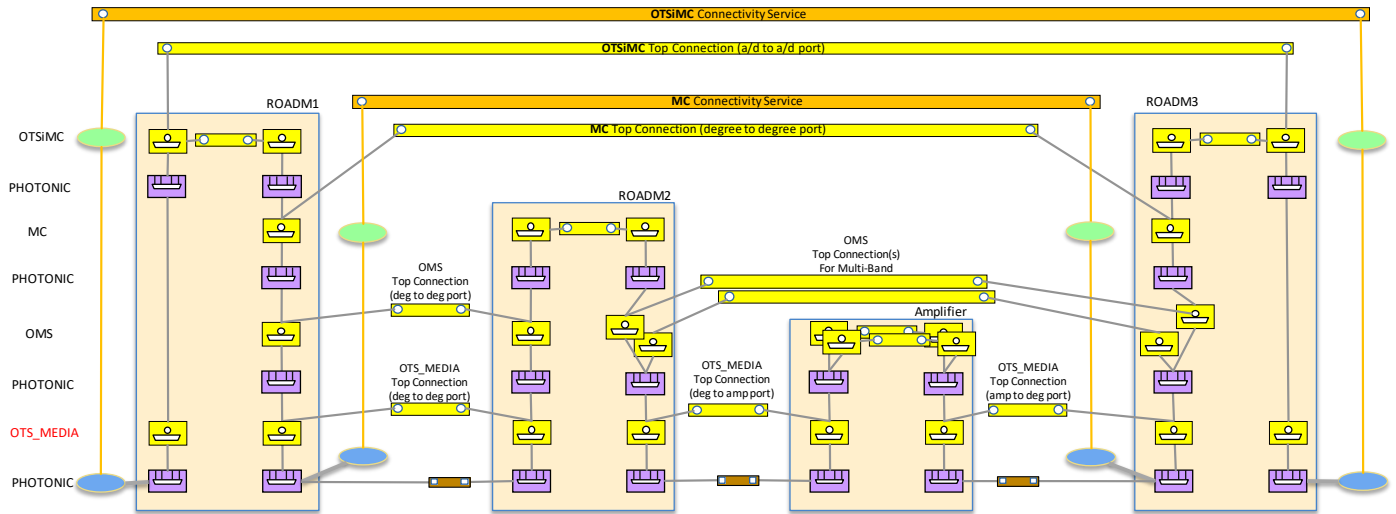 OTSiMC Connectivity Service
OTSiMC Top Connection (a/d to a/d port)
ROADM1
MC Connectivity Service
ROADM3
MC Top Connection (degree to degree port)
OTSiMC
PHOTONIC
ROADM2
MC
OMS
Top Connection(s)
For Multi-Band
OMS
Top Connection
(deg to deg port)
PHOTONIC
Amplifier
OMS
OTS_MEDIA
Top Connection
(deg to deg port)
OTS_MEDIA
Top Connection
(deg to amp port)
OTS_MEDIA
Top Connection
(amp to deg port)
PHOTONIC
OTS_MEDIA
PHOTONIC